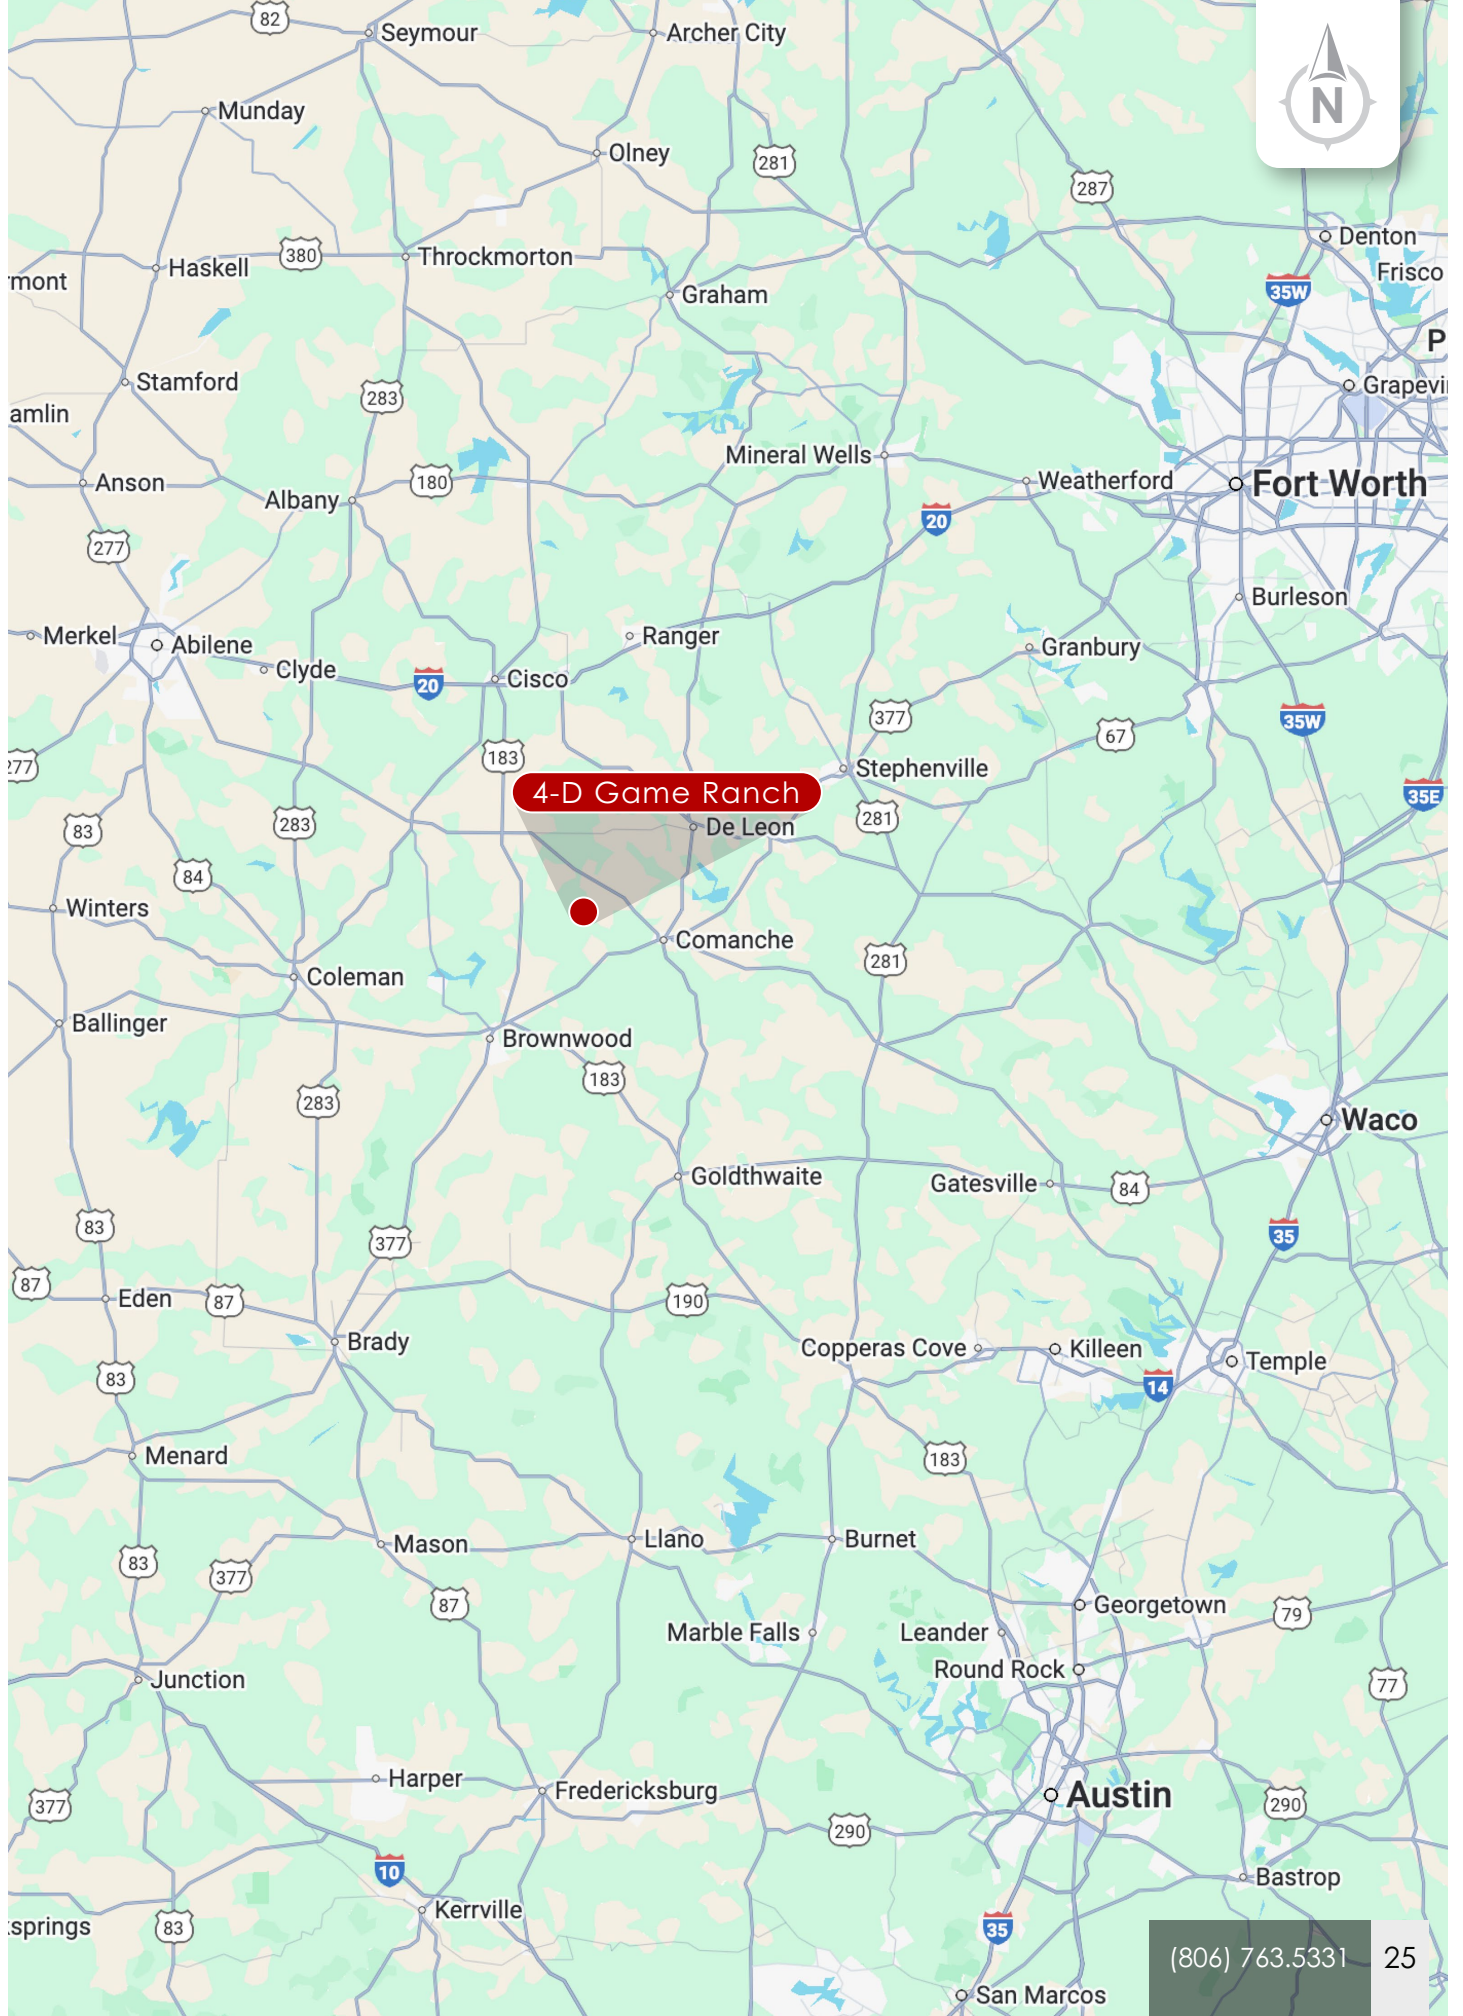 82
Seymour
Archer City
N
Munday
Olney
281
287
Denton
380
Throckmorton
Haskell
Frisco
rmont
Graham
35W
P
Stamford
Grapevi
283
amlin
Mineral Wells
Anson
180
Weatherford
Fort Worth
Albany
20
277
Burleson
Merkel
Abilene
Ranger
Granbury
Clyde
20
Cisco
377
35W
67
183
277
Stephenville
4-D Game Ranch
35E
83
283
De Leon
281
84
Winters
Comanche
281
Coleman
Ballinger
Brownwood
183
283
Waco
Goldthwaite
Gatesville
84
83
35
377
87
Eden
87
190
Brady
Copperas Cove
Killeen
Temple
83
14
Menard
183
Mason
Llano
Burnet
83
377
87
Georgetown
79
Marble Falls
Leander
Round Rock
Junction
77
Harper
Fredericksburg
Austin
377
290
290
10
Bastrop
Kerrville
ksprings
83
35
(806) 763.5331
25
San Marcos